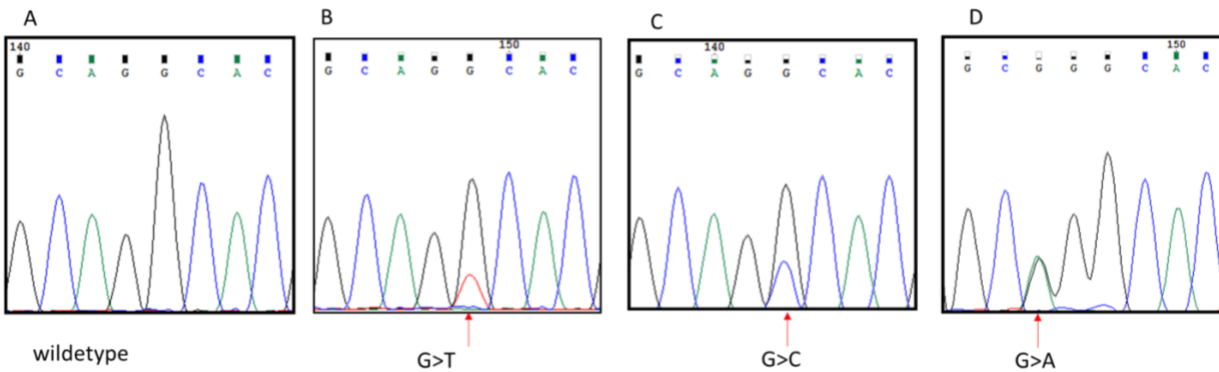 A
140
G C A G G C A C
wildetype
B
150
G C A G G C A C
G>T
C
140
G C A G G C A C
G>C
D
150
G C G G G C A C
G>A